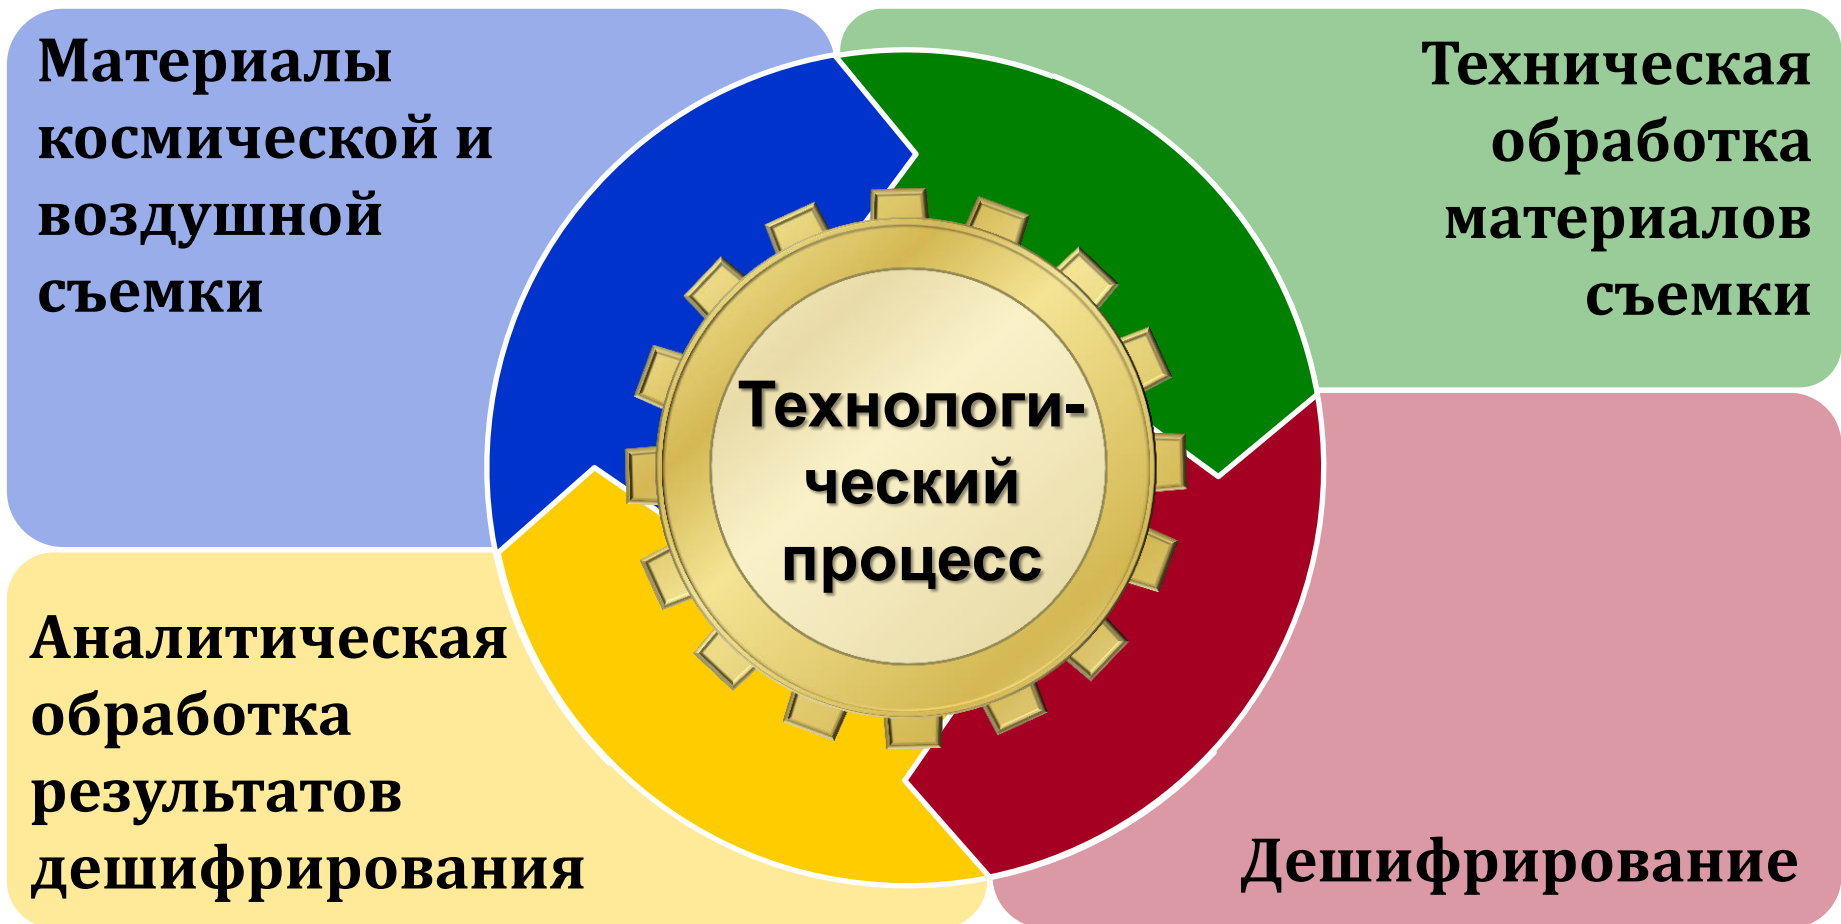 Материалы
космической и
воздушной
съемки
Техническая
обработка
материалов
съемки
Технологи-
ческий
процесс
Аналитическая
обработка
результатов
дешифрирования
Дешифрирование